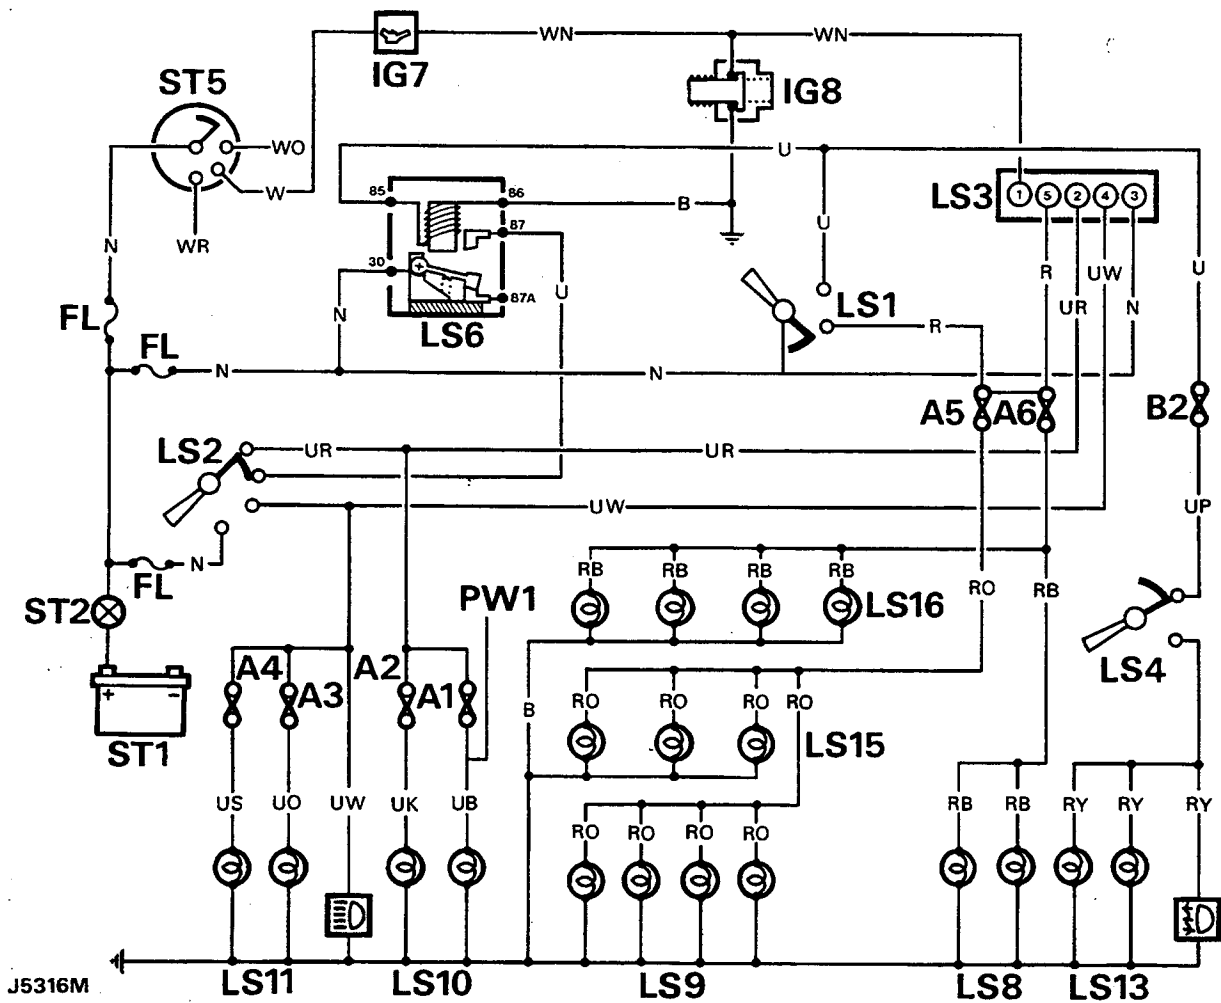 WN
WN
IG7
ST5
IG8
WO
U
W
85
86
B
87
LS3
1
5
2
4
3
N
WR
30
U
R
UW
U
FL
87A
U
LS1
UR
N
N
LS6
R
FL
N
N
A5
A6
B2
LS2
UR
UR
UW
UP
N
FL
RB
RB
RB
RB
RO
RB
ST2
PW1
LS16
LS4
A4
A3
A2
A1
B
RO
RO
RO
RO
+
-
LS15
ST1
US
UO
UW
UK
UB
RB
RB
RY
RY
RY
RO
RO
RO
RO
J5316M
LS11
LS10
LS9
LS8
LS13